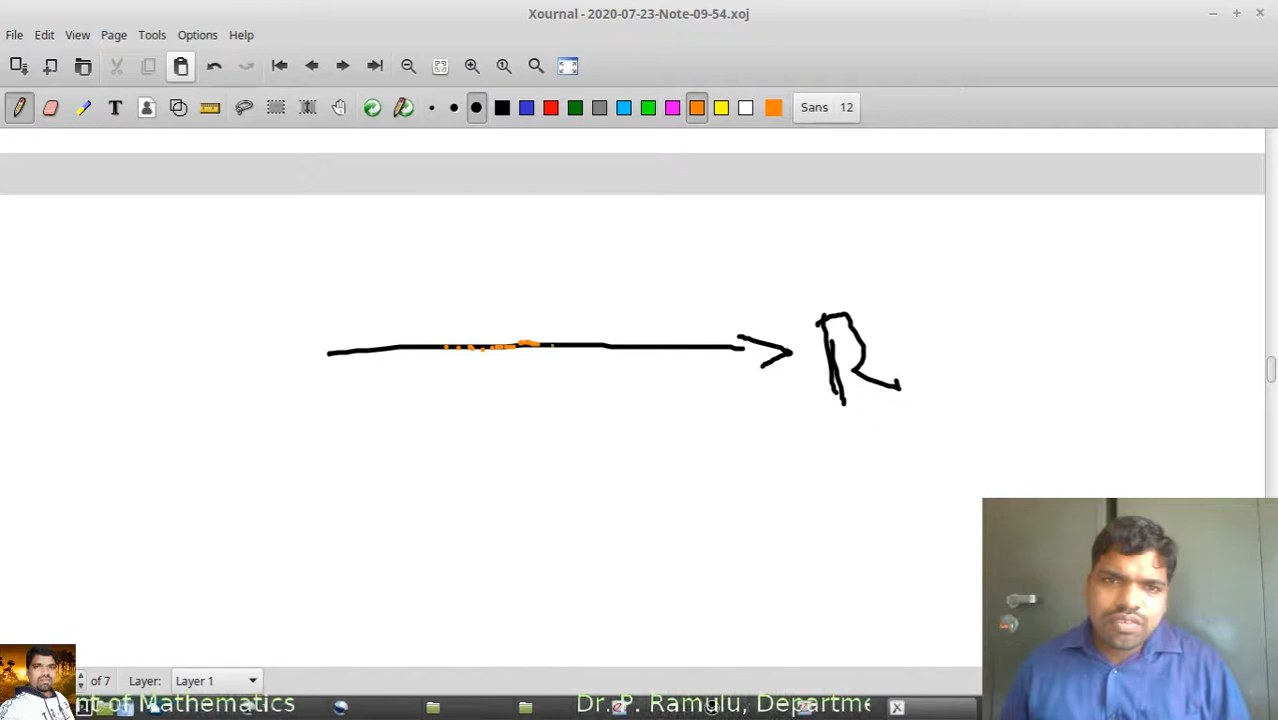 Xournal - 2020-07-23-Note-09-54.xoj
File Edit View Page Tools Options Help
Sans 12
R
of 7 Layer: Layer 1
nt of Mathematics Dr. P. Ramulu, Departme